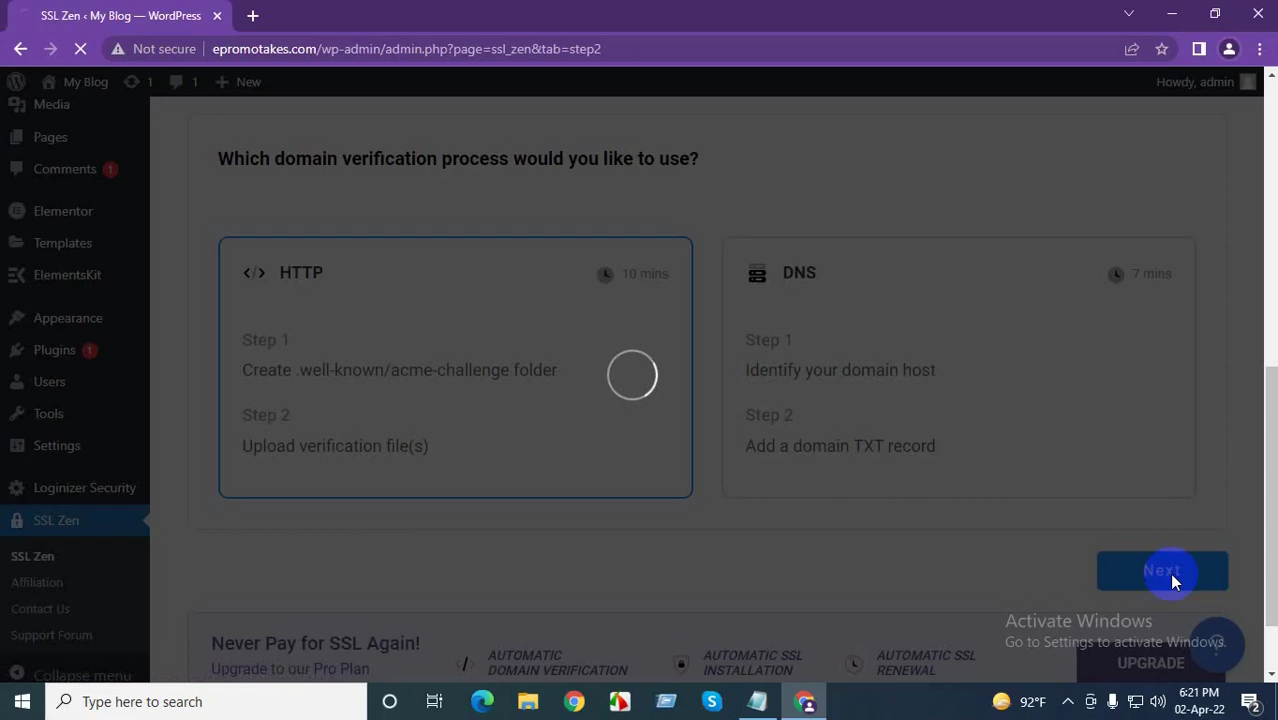 SSL Zen ‹ My Blog — WordPress
Not secure
epromotakes.com/wp-admin/admin.php?page=ssl_zen&tab=step2
My Blog
1
1
New
Howdy, admin
Media
Pages
Comments 1
Elementor
Templates
ElementsKit
Appearance
Plugins 1
Users
Tools
Settings
Loginizer Security
SSL Zen
SSL Zen
Affiliation
Contact Us
Support Forum
Collapse menu
Which domain verification process would you like to use?
HTTP
10 mins
Step 1
Create .well-known/acme-challenge folder
Step 2
Upload verification file(s)
DNS
7 mins
Step 1
Identify your domain host
Step 2
Add a domain TXT record
Next
Never Pay for SSL Again!
Upgrade to our Pro Plan
AUTOMATIC
DOMAIN VERIFICATION
AUTOMATIC SSL
INSTALLATION
AUTOMATIC SSL
RENEWAL
UPGRADE
Activate Windows
Go to Settings to activate Windows.
Type here to search
92°F
6:21 PM
02-Apr-22
2